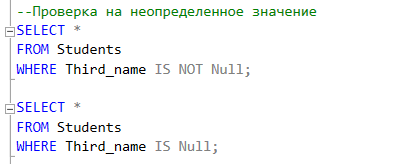 --Проверка на неопределенное значение
SELECT *
FROM Students
WHERE Third_name IS NOT Null;
SELECT *
FROM Students
WHERE Third_name IS Null;